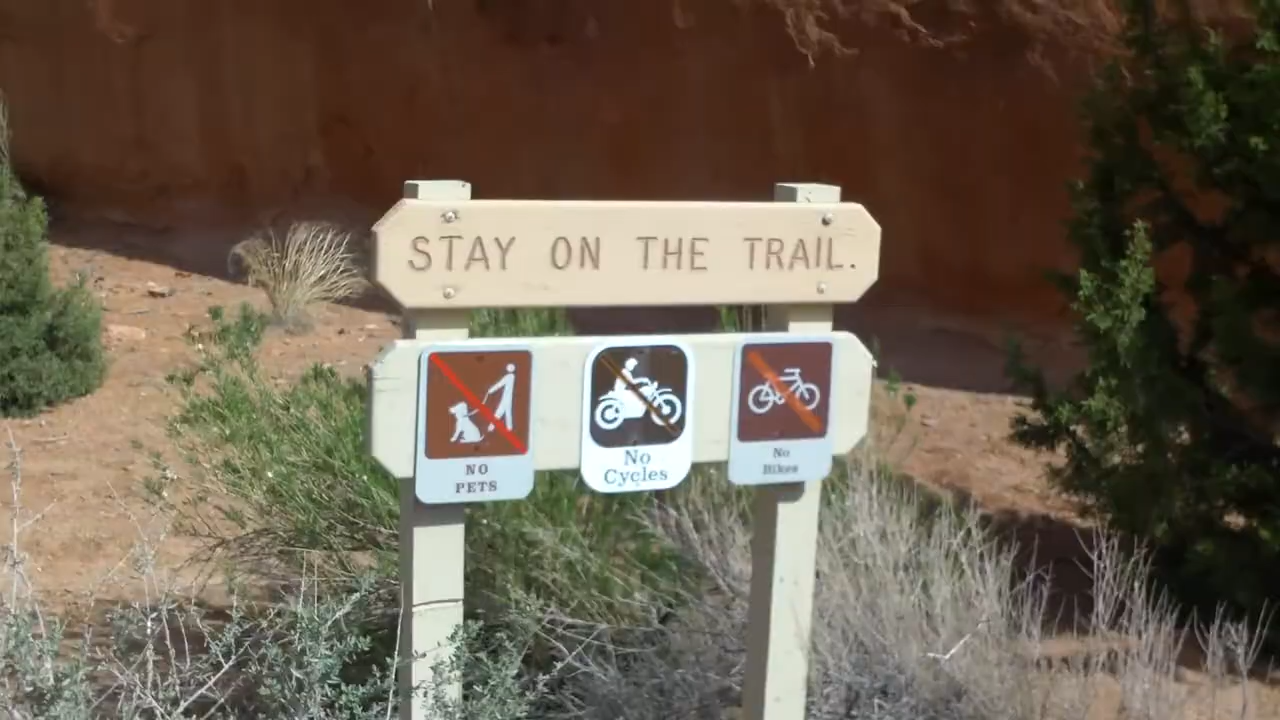 STAY ON THE TRAIL.
NO
PETS
No
Cycles
No
Bikes